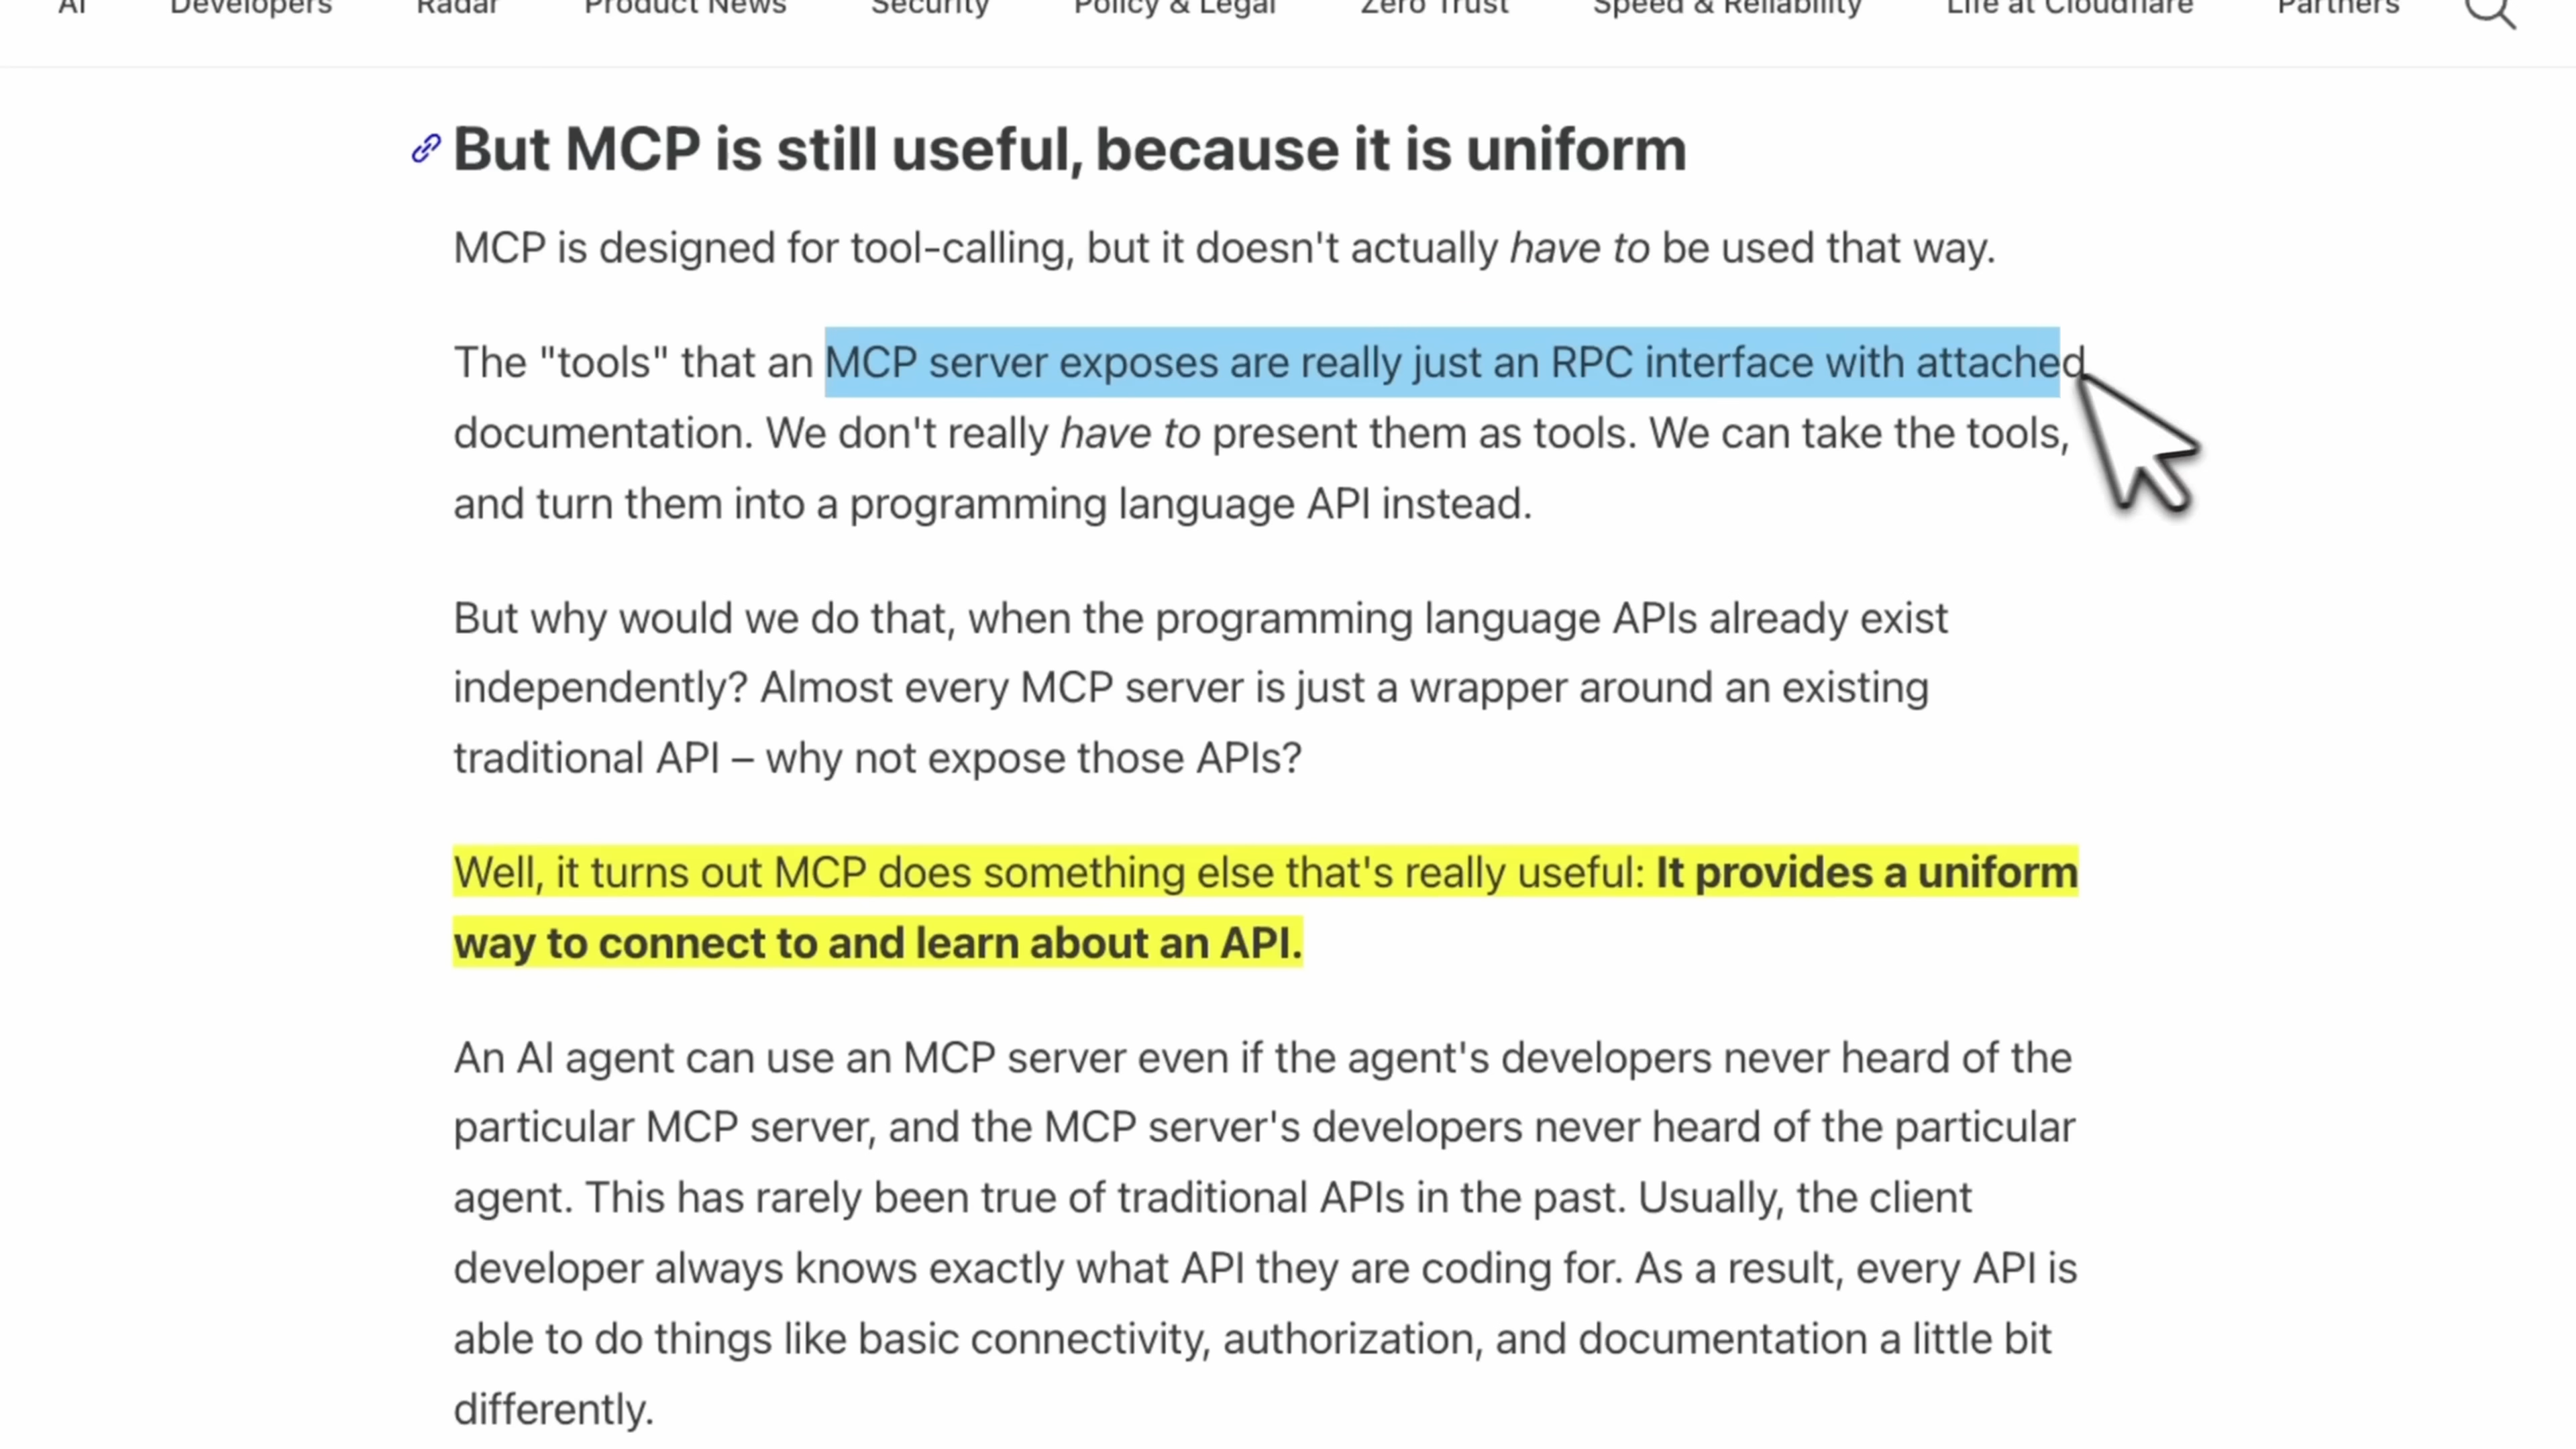 AI Developers Radar Product News Security Policy & Legal Zero Trust Speed & Reliability Life at Cloudflare Partners
But MCP is still useful, because it is uniform
MCP is designed for tool-calling, but it doesn't actually have to be used that way.
The "tools" that an MCP server exposes are really just an RPC interface with attached
documentation. We don't really have to present them as tools. We can take the tools,
and turn them into a programming language API instead.
But why would we do that, when the programming language APIs already exist
independently? Almost every MCP server is just a wrapper around an existing
traditional API – why not expose those APIs?
Well, it turns out MCP does something else that's really useful: It provides a uniform
way to connect to and learn about an API.
An AI agent can use an MCP server even if the agent's developers never heard of the
particular MCP server, and the MCP server's developers never heard of the particular
agent. This has rarely been true of traditional APIs in the past. Usually, the client
developer always knows exactly what API they are coding for. As a result, every API is
able to do things like basic connectivity, authorization, and documentation a little bit
differently.